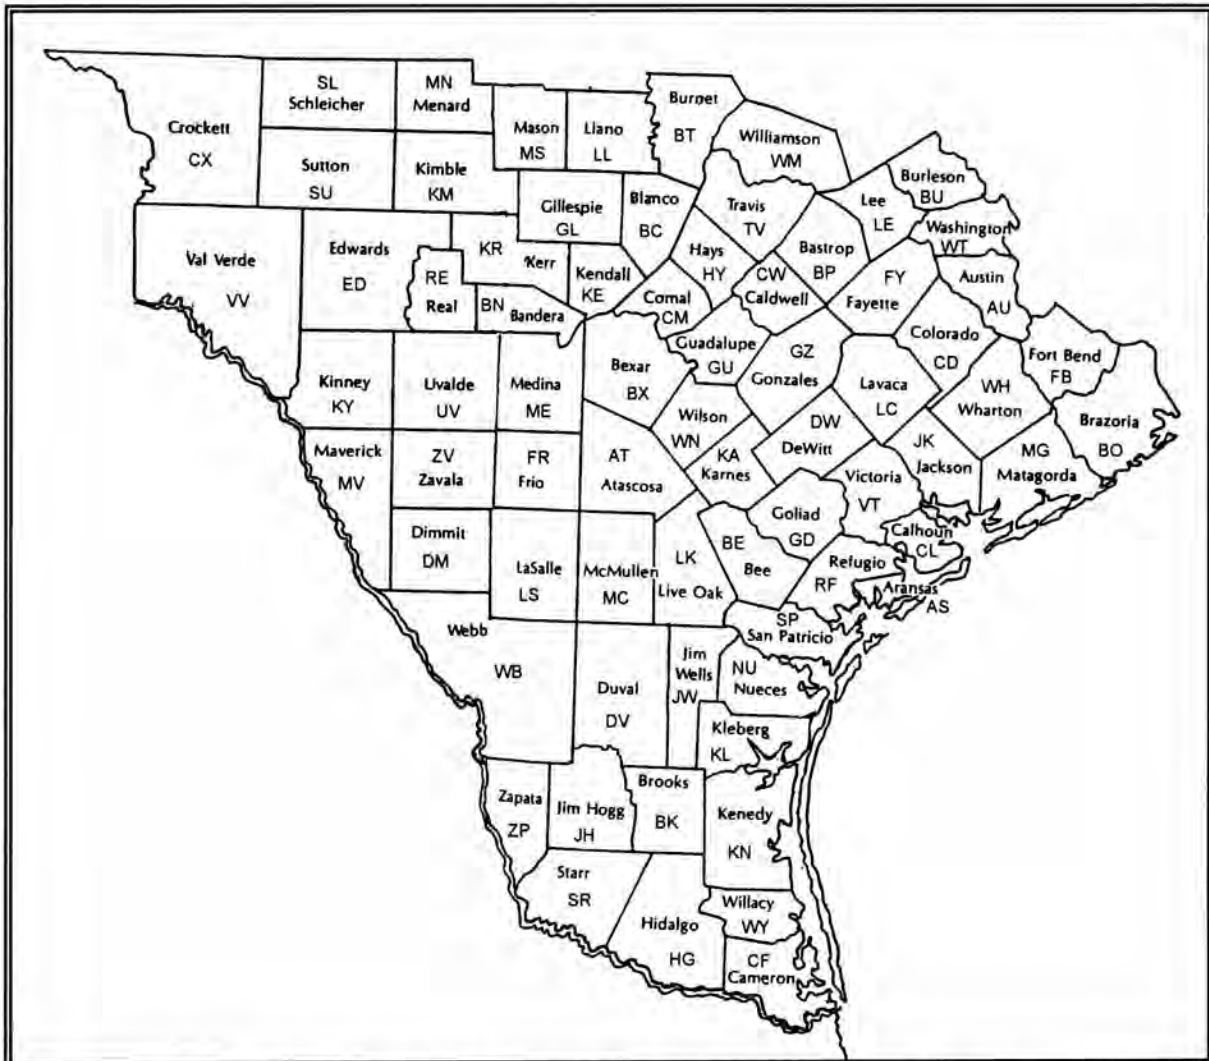 SL
Schleicher
MN
Menard
Crockett
CX
Mason
MS
Llano
LL
Burnet
BT
Williamson
WM
Sutton
SU
Kimble
KM
Burleson
BU
Lee
LE
Washington
WT
Gillespie
GL
Blanco
BC
Travis
TV
Val Verde
VV
Edwards
ED
RE
Real
KR
Kerr
Kendall
KE
Hays
HY
Bastrop
BP
CW
Caldwell
FY
Fayette
Austin
AU
BN
Bandera
Comal
CM
Guadalupe
GU
Colorado
CD
Fort Bend
FB
Kinney
KY
Uvalde
UV
Medina
ME
Bexar
BX
GZ
Gonzales
Lavaca
LC
WH
Wharton
Brazoria
BO
Wilson
WN
DW
DeWitt
Maverick
MV
ZV
Zavala
FR
Frio
AT
Atascosa
KA
Karnes
JK
Jackson
MG
Matagorda
Victoria
VT
Goliad
GD
Calhoun
CL
Dimmit
DM
LaSalle
LS
McMullen
MC
LK
Live Oak
BE
Bee
Refugio
RF
Aransas
AS
SP
San Patricio
Webb
WB
Duval
DV
Jim
Wells
JW
NU
Nueces
Kleberg
KL
Zapata
ZP
Jim Hogg
JH
Brooks
BK
Kenedy
KN
Starr
SR
Hidalgo
HG
Willacy
WY
CF
Cameron